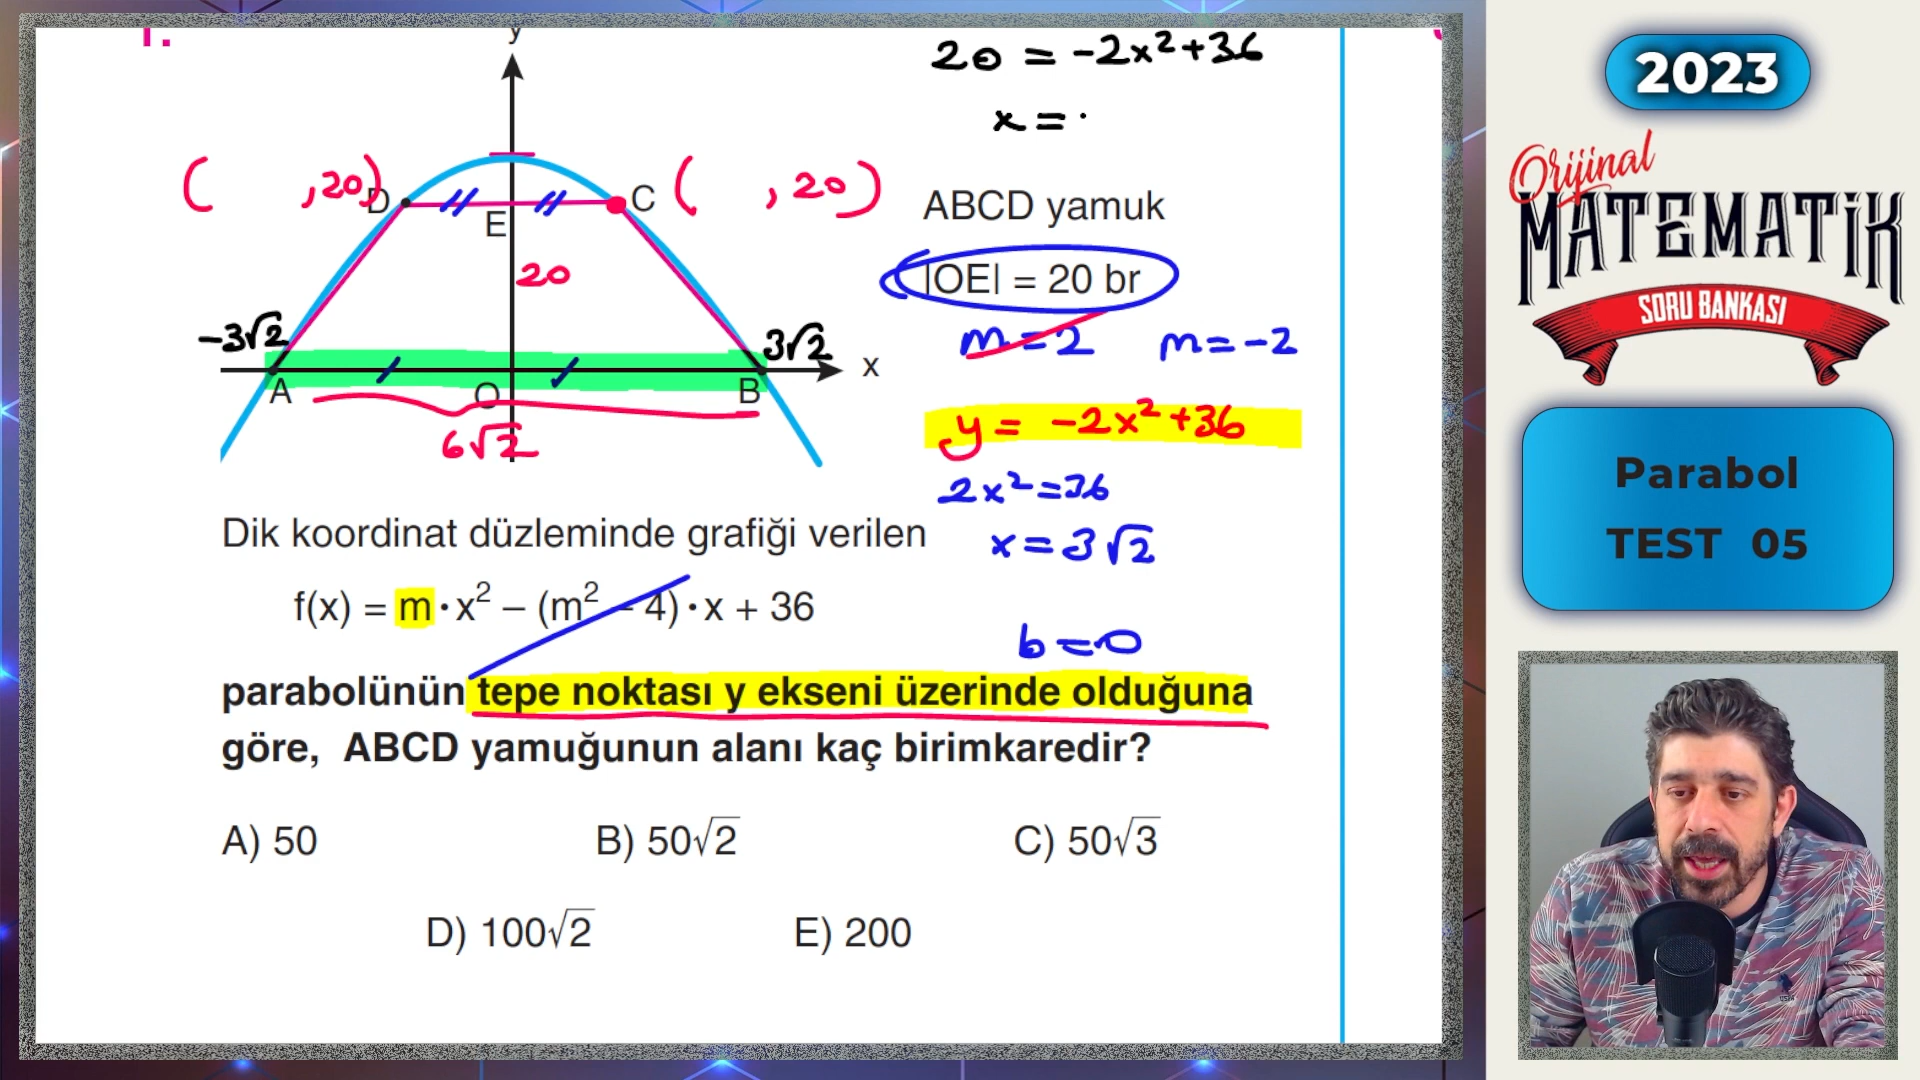 1.
y
20 = -2x²+36
x = ·
( ,20)
D
E
C
( ,20)
ABCD yamuk
|OE| = 20 br
20
m = 2
m = -2
-3√2
3√2
x
A
O
B
6√2
y = -2x²+36
2x² = 36
x = 3√2
Dik koordinat düzleminde grafiği verilen
f(x) = m · x² – (m² – 4) · x + 36
b = 0
parabolünün tepe noktası y ekseni üzerinde olduğuna
göre, ABCD yamuğunun alanı kaç birimkaredir?
A) 50
B) 50√2
C) 50√3
D) 100√2
E) 200
2023
Orijinal
MATEMATİK
SORU BANKASI
Parabol
TEST 05